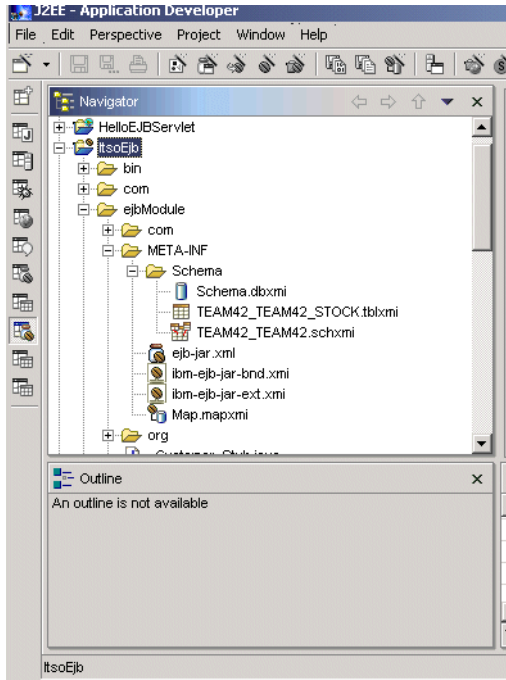 J2EE - Application Developer
File Edit Perspective Project Window Help
Navigator
HelloEJBServlet
ItsoEjb
bin
com
ejbModule
com
META-INF
Schema
Schema.dbxmi
TEAM42_TEAM42_STOCK.tblxmi
TEAM42_TEAM42.schxmi
ejb-jar.xml
ibm-ejb-jar-bnd.xmi
ibm-ejb-jar-ext.xmi
Map.mapxmi
org
Outline
An outline is not available
ItsoEjb